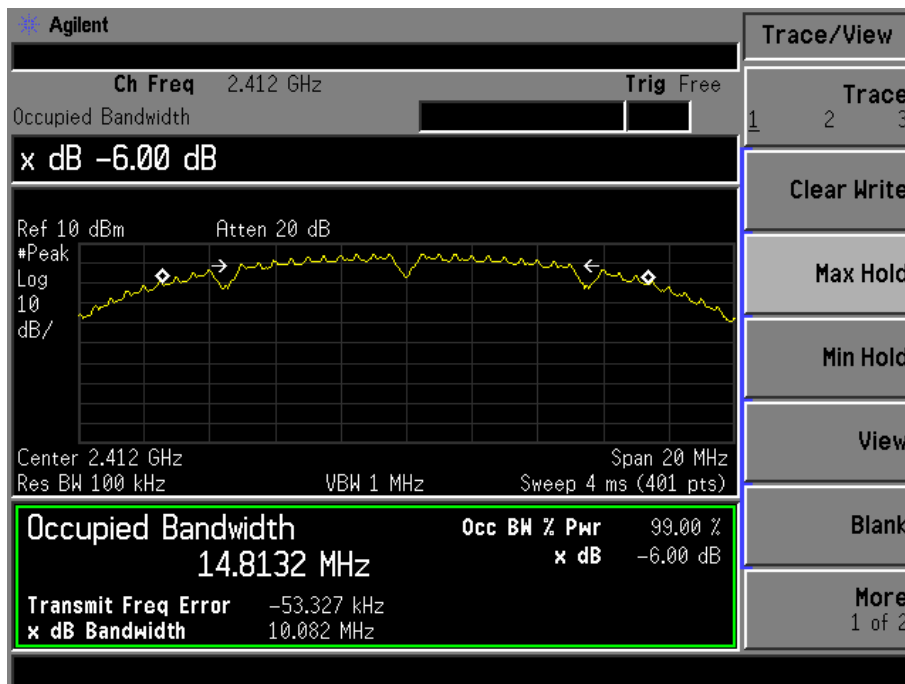 Agilent
Trace/View
Ch Freq 2.412 GHz Trig Free
Occupied Bandwidth
Trace
1 2 3
x dB -6.00 dB
Clear Write
Ref 10 dBm Atten 20 dB
#Peak
Log
10
dB/
Max Hold
Min Hold
View
Center 2.412 GHz Span 20 MHz
Res BW 100 kHz VBW 1 MHz Sweep 4 ms (401 pts)
Occupied Bandwidth
14.8132 MHz
Occ BW % Pwr 99.00 %
x dB -6.00 dB
Blank
Transmit Freq Error -53.327 kHz
x dB Bandwidth 10.082 MHz
More
1 of 2